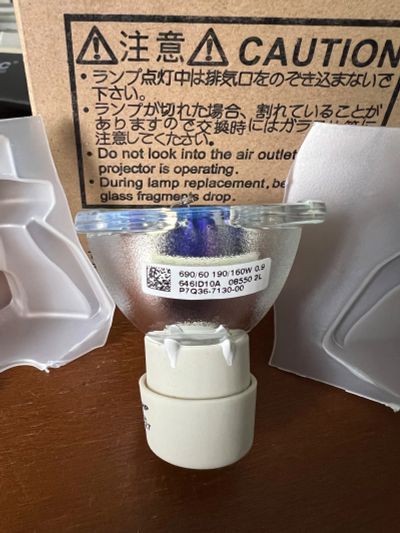 ⚠注意⚠ CAUTION
・ランプ点灯中は排気口をのぞき込まないで
下さい。
・ランプが切れた場合、割れていることが
ありますので交換時にはガラス
注意してください。
• Do not look into the air outlet
projector is operating.
• During lamp replacement, be
glass fragments drop.
690/60 190/160W 0.9
646ID10A 06550 2L
P7Q36-7130-00